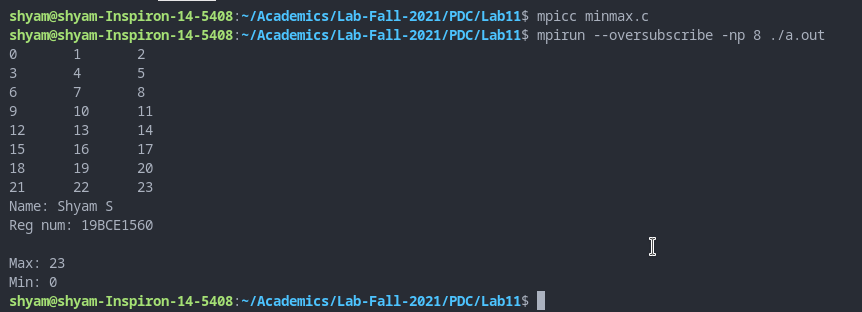 shyam@shyam-Inspiron-14-5408:~/Academics/Lab-Fall-2021/PDC/Lab11$ mpicc minmax.c
shyam@shyam-Inspiron-14-5408:~/Academics/Lab-Fall-2021/PDC/Lab11$ mpirun --oversubscribe -np 8 ./a.out
0       1       2
3       4       5
6       7       8
9       10      11
12      13      14
15      16      17
18      19      20
21      22      23
Name: Shyam S
Reg num: 19BCE1560

Max: 23
Min: 0
shyam@shyam-Inspiron-14-5408:~/Academics/Lab-Fall-2021/PDC/Lab11$